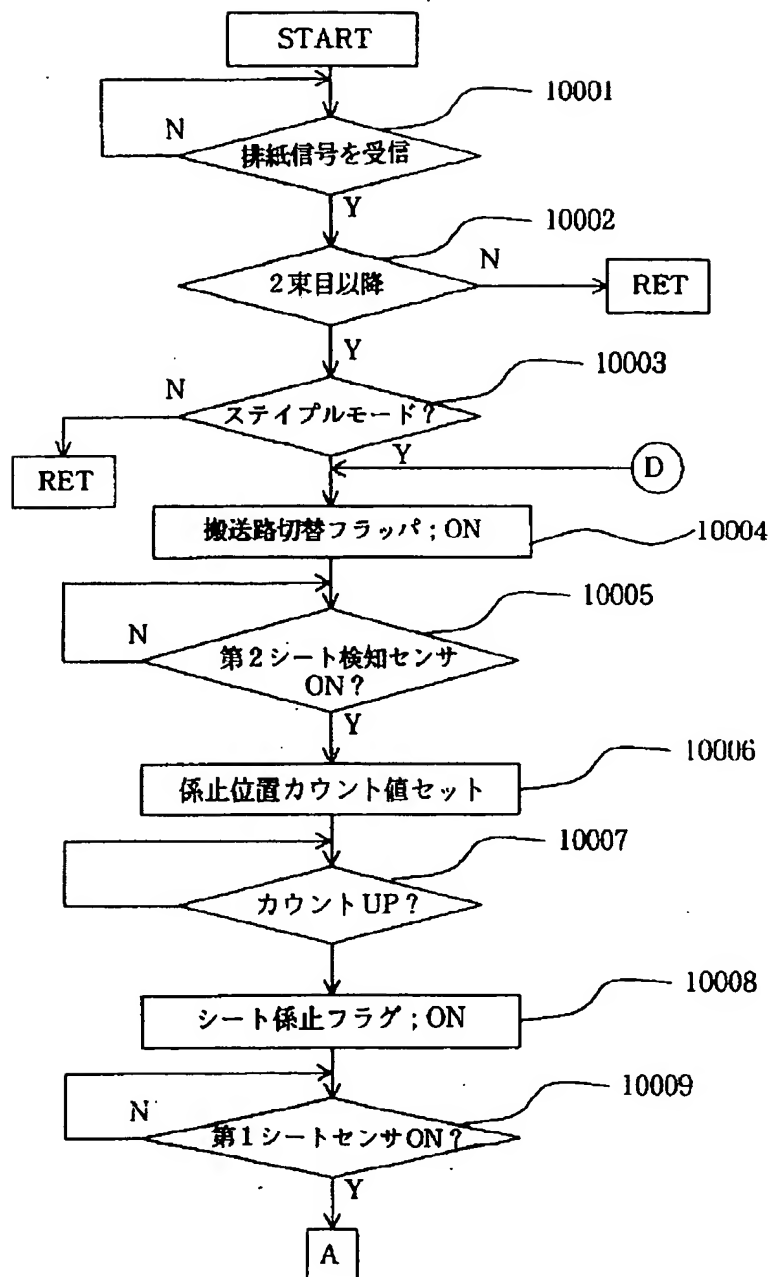 START
10001
N
排紙信号を受信
Y
10002
2束目以降
N
RET
Y
10003
N
ステイプルモード?
Y
RET
D
搬送路切替フラッパ;ON
10004
10005
N
第2シート検知センサ
ON?
Y
10006
係止位置カウント値セット
10007
カウントUP?
10008
シート係止フラグ;ON
10009
N
第1シートセンサON?
Y
A